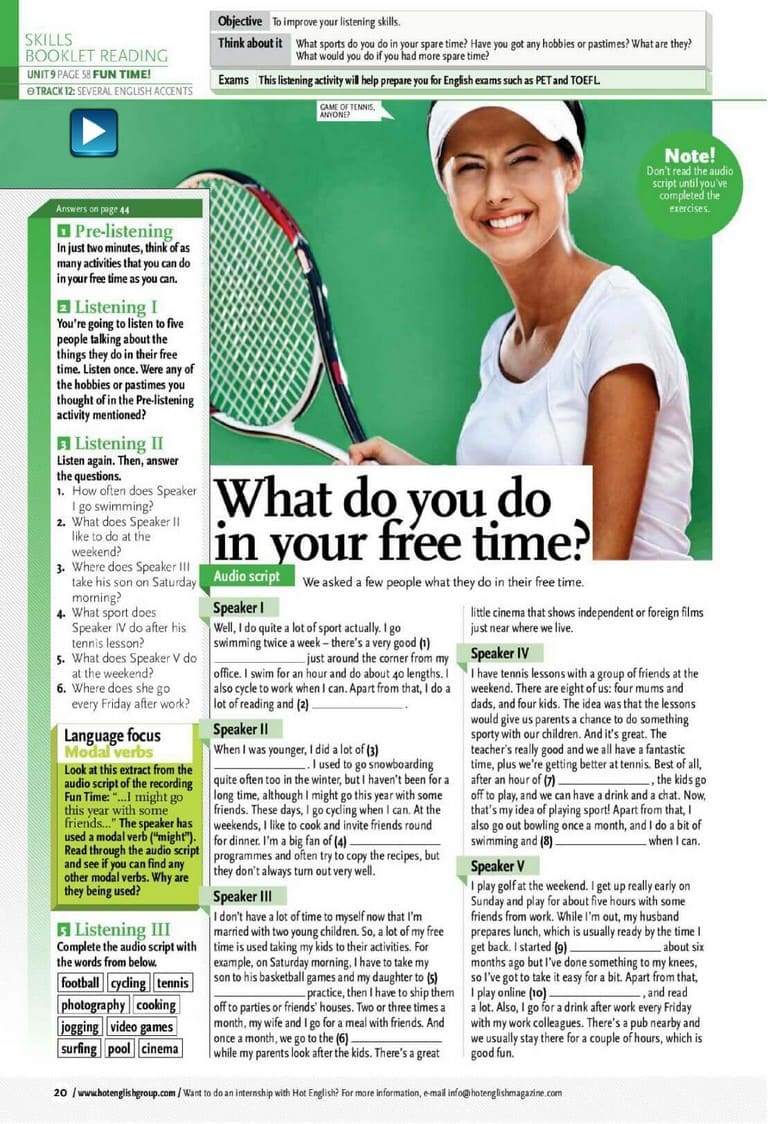 SKILLS
BOOKLET READING
UNIT 9 PAGE 58 FUN TIME!
TRACK 12: SEVERAL ENGLISH ACCENTS
Objective To improve your listening skills.
Think about it What sports do you do in your spare time? Have you got any hobbies or pastimes? What are they?
What would you do if you had more spare time?
Exams This listening activity will help prepare you for English exams such as PET and TOEFL.
GAME OF TENNIS,
ANYONE?
Note!
Don't read the audio
script until you've
completed the
exercises.
Answers on page 44
1 Pre-listening
In just two minutes, think of as
many activities that you can do
in your free time as you can.
2 Listening I
You're going to listen to five
people talking about the
things they do in their free
time. Listen once. Were any of
the hobbies or pastimes you
thought of in the Pre-listening
activity mentioned?
3 Listening II
Listen again. Then, answer
the questions.
1. How often does Speaker
I go swimming?
2. What does Speaker II
like to do at the
weekend?
3. Where does Speaker III
take his son on Saturday
morning?
4. What sport does
Speaker IV do after his
tennis lesson?
5. What does Speaker V do
at the weekend?
6. Where does she go
every Friday after work?
Language focus
Modal verbs
Look at this extract from the
audio script of the recording
Fun Time: "...I might go
this year with some
friends..." The speaker has
used a modal verb ("might").
Read through the audio script
and see if you can find any
other modal verbs. Why are
they being used?
5 Listening III
Complete the audio script with
the words from below.
football cycling tennis
photography cooking
jogging video games
surfing pool cinema
What do you do
in your free time?
Audio script We asked a few people what they do in their free time.
Speaker I
Well, I do quite a lot of sport actually. I go
swimming twice a week – there's a very good (1)
____________ just around the corner from my
office. I swim for an hour and do about 40 lengths. I
also cycle to work when I can. Apart from that, I do a
lot of reading and (2) ____________.
Speaker II
When I was younger, I did a lot of (3)
____________. I used to go snowboarding
quite often too in the winter, but I haven't been for a
long time, although I might go this year with some
friends. These days, I go cycling when I can. At the
weekends, I like to cook and invite friends round
for dinner. I'm a big fan of (4) ____________
programmes and often try to copy the recipes, but
they don't always turn out very well.
Speaker III
I don't have a lot of time to myself now that I'm
married with two young children. So, a lot of my free
time is used taking my kids to their activities. For
example, on Saturday morning, I have to take my
son to his basketball games and my daughter to (5)
____________ practice, then I have to ship them
off to parties or friends' houses. Two or three times a
month, my wife and I go for a meal with friends. And
once a month, we go to the (6) ____________
while my parents look after the kids. There's a great
little cinema that shows independent or foreign films
just near where we live.
Speaker IV
I have tennis lessons with a group of friends at the
weekend. There are eight of us: four mums and
dads, and four kids. The idea was that the lessons
would give us parents a chance to do something
sporty with our children. And it's great. The
teacher's really good and we all have a fantastic
time, plus we're getting better at tennis. Best of all,
after an hour of (7) ____________, the kids go
off to play, and we can have a drink and a chat. Now,
that's my idea of playing sport! Apart from that, I
also go out bowling once a month, and I do a bit of
swimming and (8) ____________ when I can.
Speaker V
I play golf at the weekend. I get up really early on
Sunday and play for about five hours with some
friends from work. While I'm out, my husband
prepares lunch, which is usually ready by the time I
get back. I started (9) ____________ about six
months ago but I've done something to my knees,
so I've got to take it easy for a bit. Apart from that,
I play online (10) ____________, and read
a lot. Also, I go for a drink after work every Friday
with my work colleagues. There's a pub nearby and
we usually stay there for a couple of hours, which is
good fun.
20 / www.hotenglishgroup.com / Want to do an internship with Hot English? For more information, e-mail info@hotenglishmagazine.com